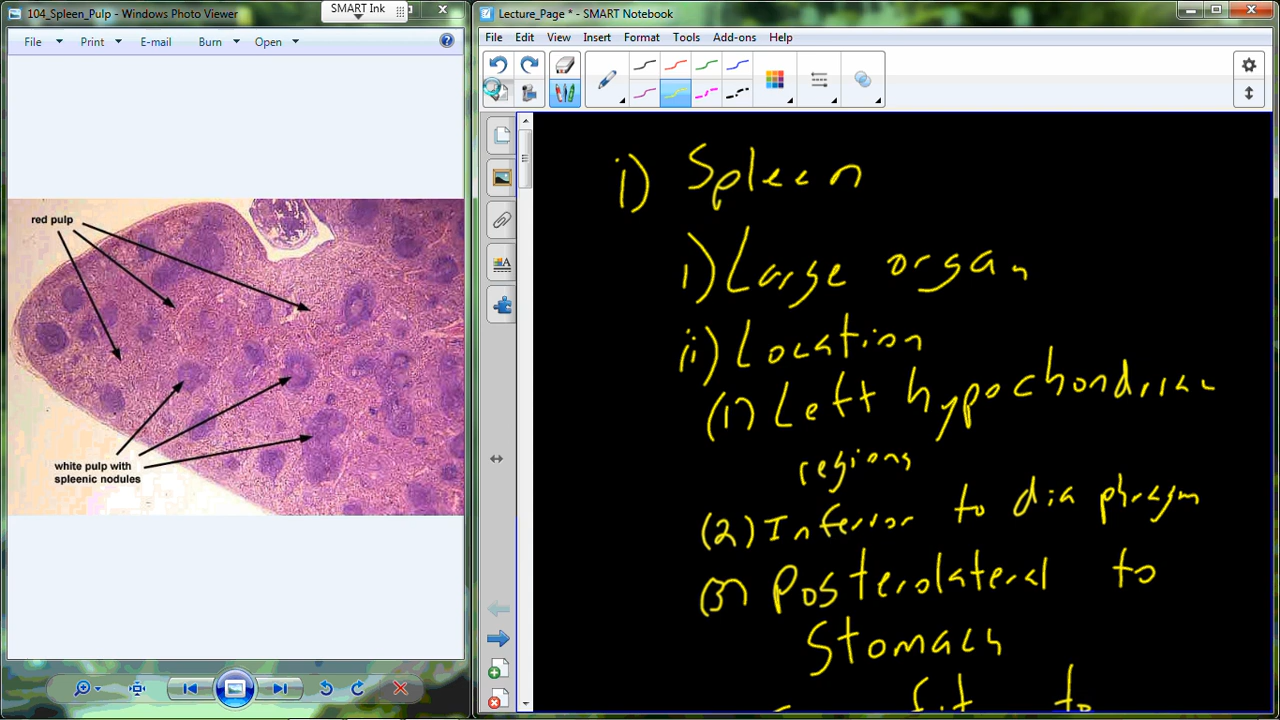 104_Spleen_Pulp - Windows Photo Viewer
SMART Ink
File Print E-mail Burn Open
red pulp
white pulp with
spleenic nodules
Lecture_Page * - SMART Notebook
File Edit View Insert Format Tools Add-ons Help
i) Spleen
i) Large organ
ii) Location
(1) Left hypochondriac
regions
(2) Inferior to diaphragm
(3) Posterolateral to
Stomach
to